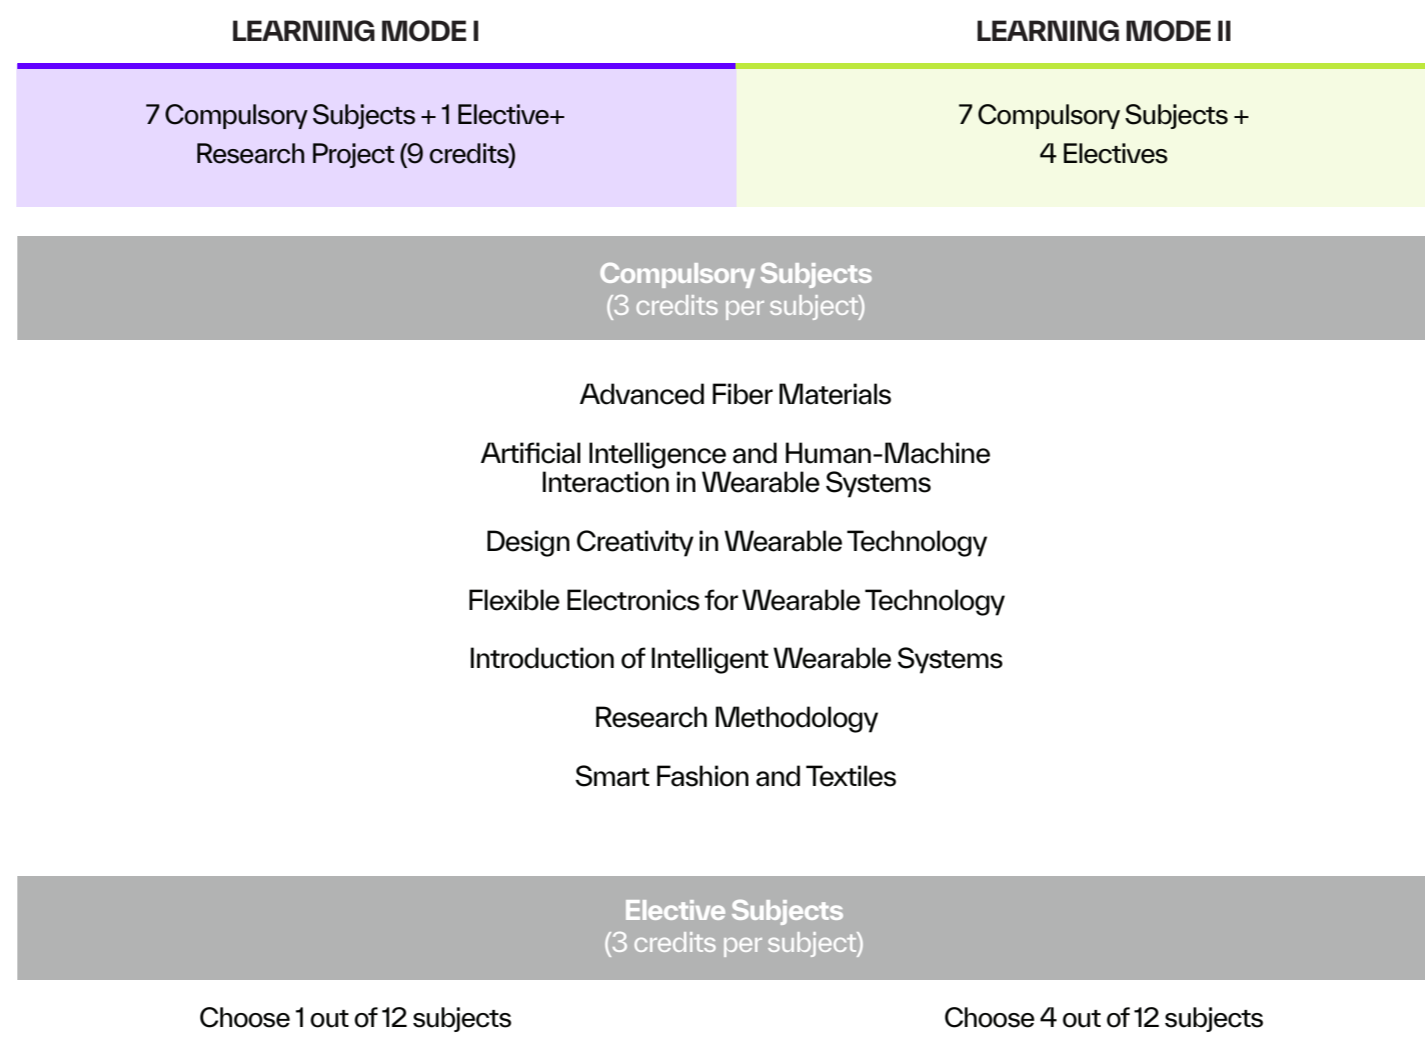 LEARNING MODE I
LEARNING MODE II
7 Compulsory Subjects + 1 Elective+
Research Project (9 credits)
7 Compulsory Subjects +
4 Electives
Compulsory Subjects
(3 credits per subject)
Advanced Fiber Materials
Artificial Intelligence and Human-Machine
Interaction in Wearable Systems
Design Creativity in Wearable Technology
Flexible Electronics for Wearable Technology
Introduction of Intelligent Wearable Systems
Research Methodology
Smart Fashion and Textiles
Elective Subjects
(3 credits per subject)
Choose 1 out of 12 subjects
Choose 4 out of 12 subjects